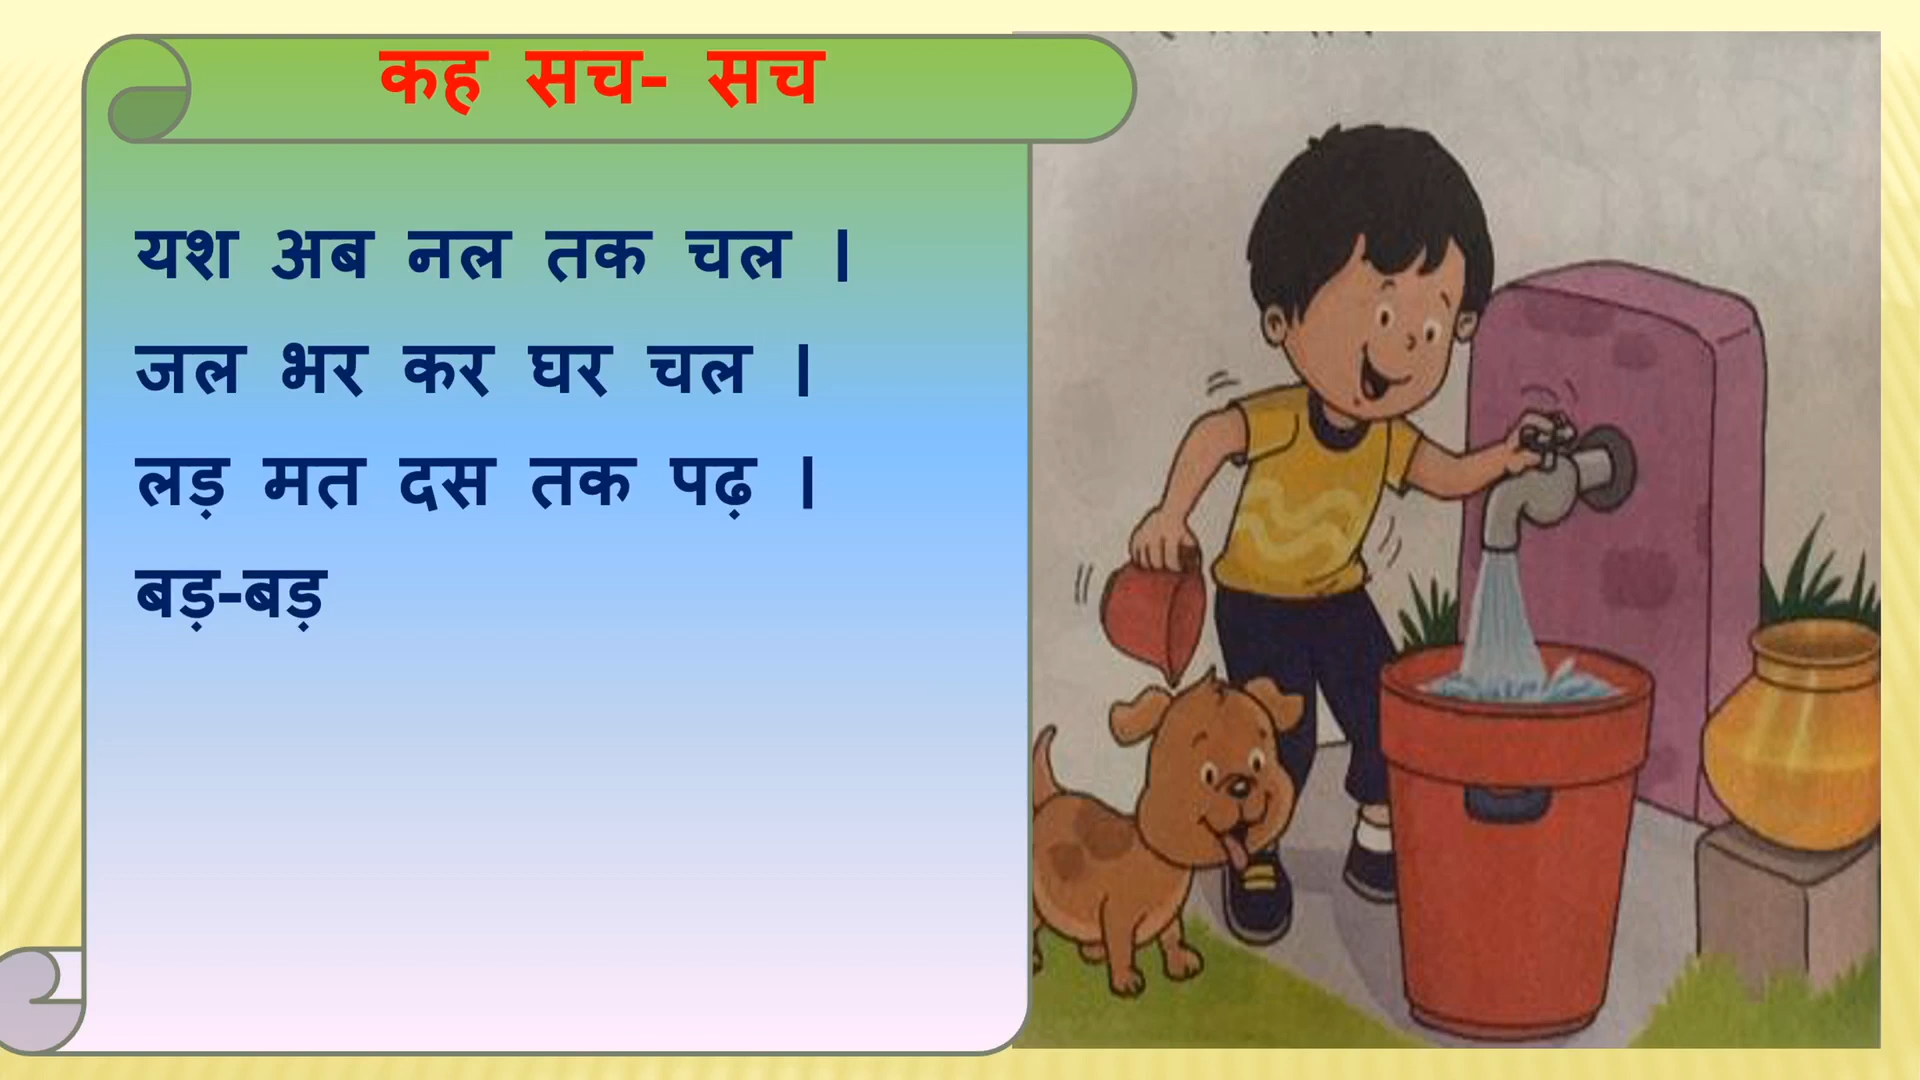 कह सच- सच
यश अब नल तक चल ।
जल भर कर घर चल ।
लड़ मत दस तक पढ़ ।
बड़-बड़